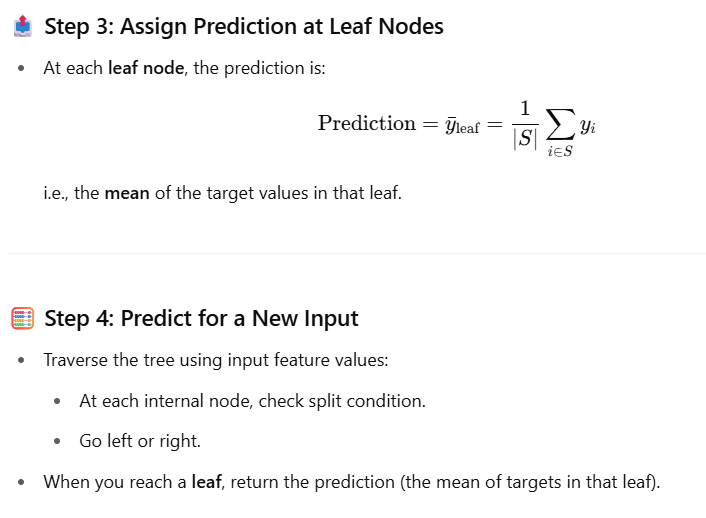 📤 Step 3: Assign Prediction at Leaf Nodes
• At each leaf node, the prediction is:
Prediction = ȳ_leaf = 1/|S| ∑_{i∈S} y_i
i.e., the mean of the target values in that leaf.
🧮 Step 4: Predict for a New Input
• Traverse the tree using input feature values:
• At each internal node, check split condition.
• Go left or right.
• When you reach a leaf, return the prediction (the mean of targets in that leaf).